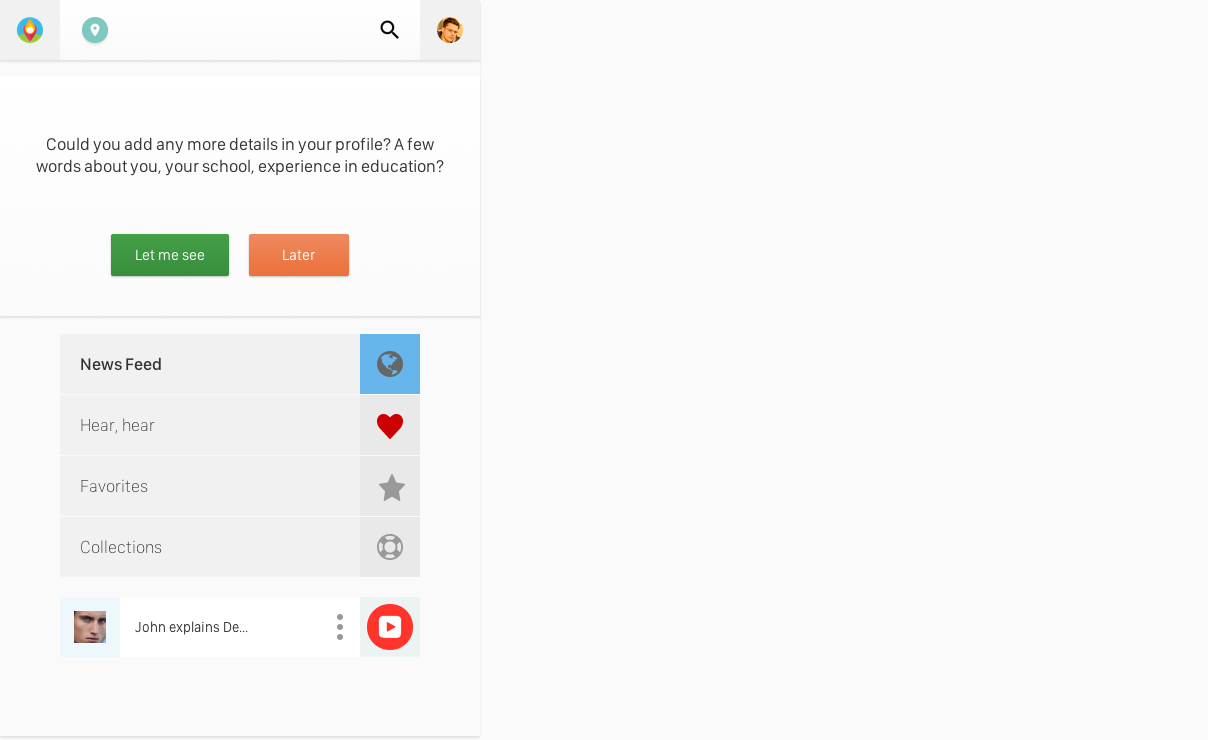 Could you add any more details in your profile? A few
words about you, your school, experience in education?
Let me see
Later
News Feed
Hear, hear
Favorites
Collections
John explains De...